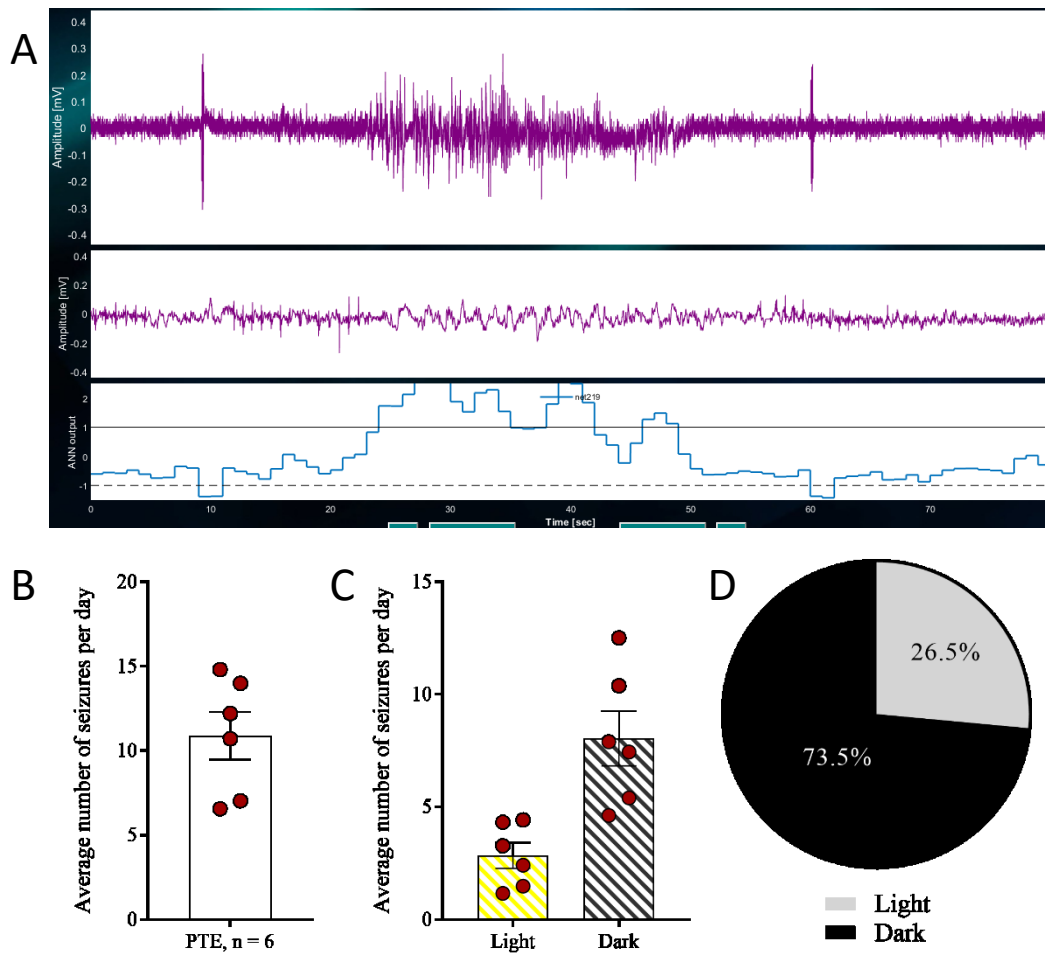 A
Amplitude [mV]
0.4
0.3
0.2
0.1
0
-0.1
-0.2
-0.3
-0.4
Amplitude [mV]
0.4
0.2
0
-0.2
-0.4
ANN output
2
1
0
-1
net219
0 10 20 30 40 50 60 70
Time [sec]
B
Average number of seizures per day
20
15
10
5
0
PTE, n = 6
C
Average number of seizures per day
15
10
5
0
Light Dark
D
26.5%
73.5%
Light
Dark